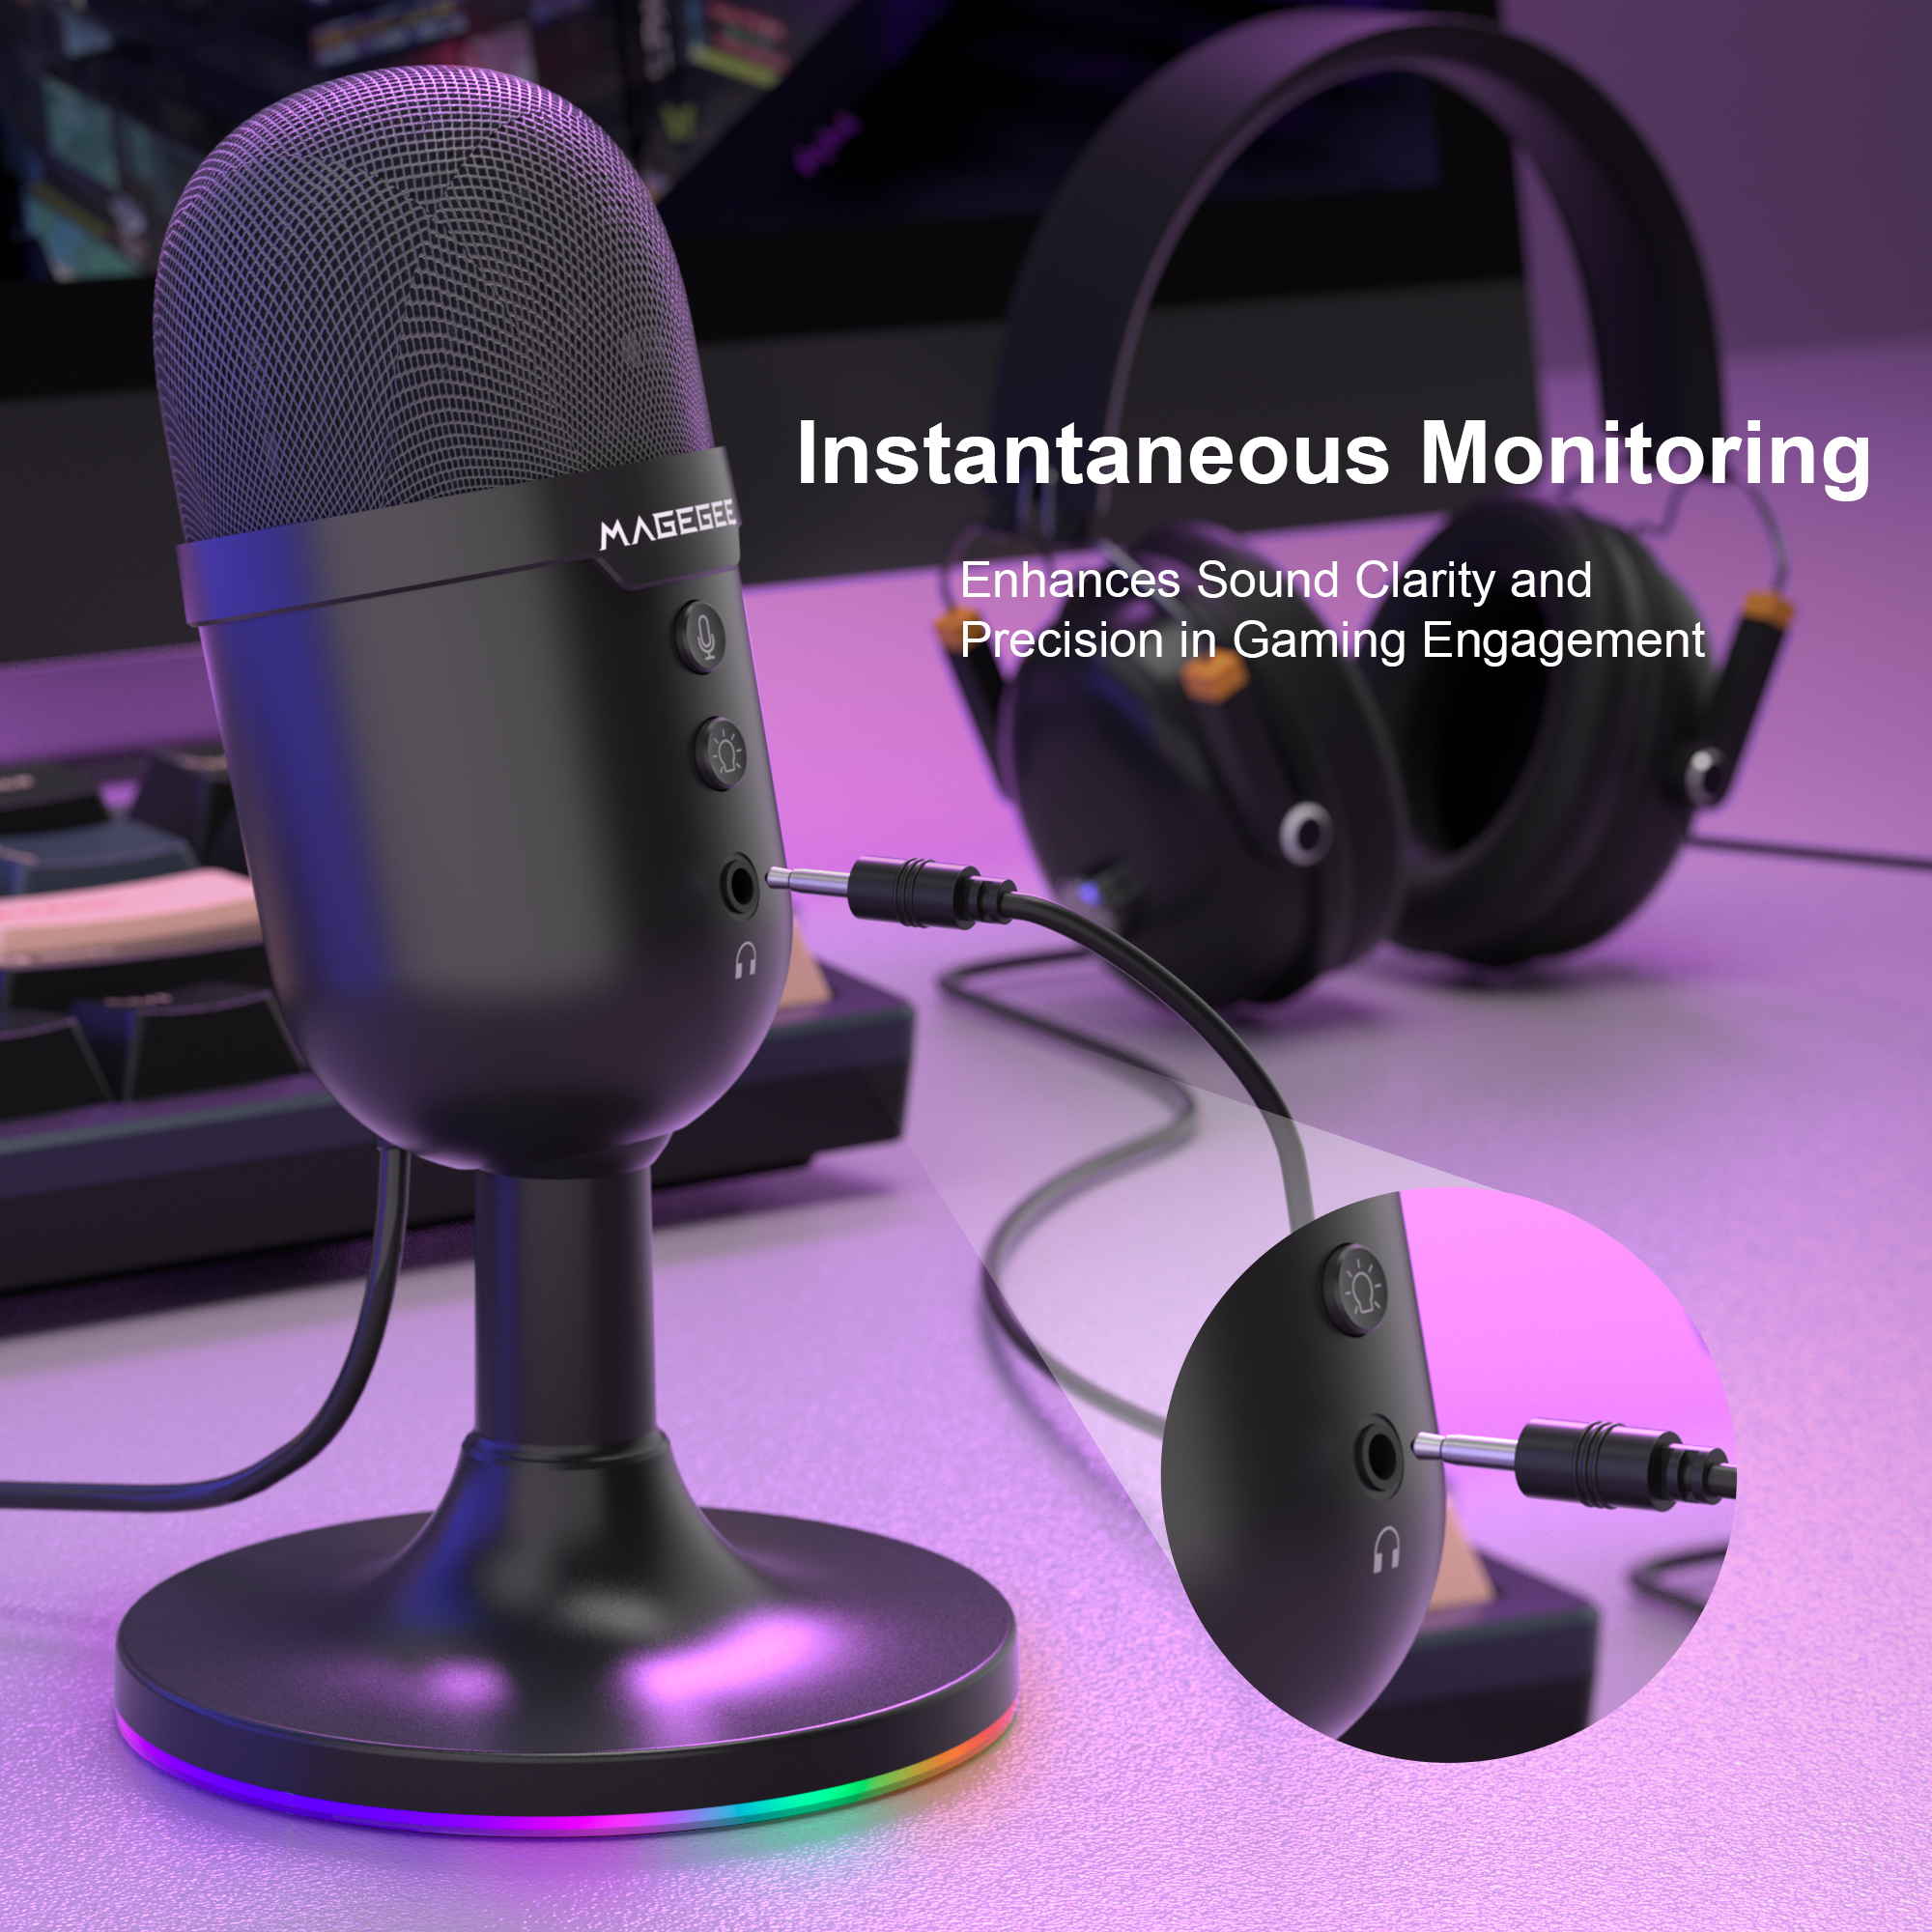 MAGEGEE
Instantaneous Monitoring
Enhances Sound Clarity and
Precision in Gaming Engagement